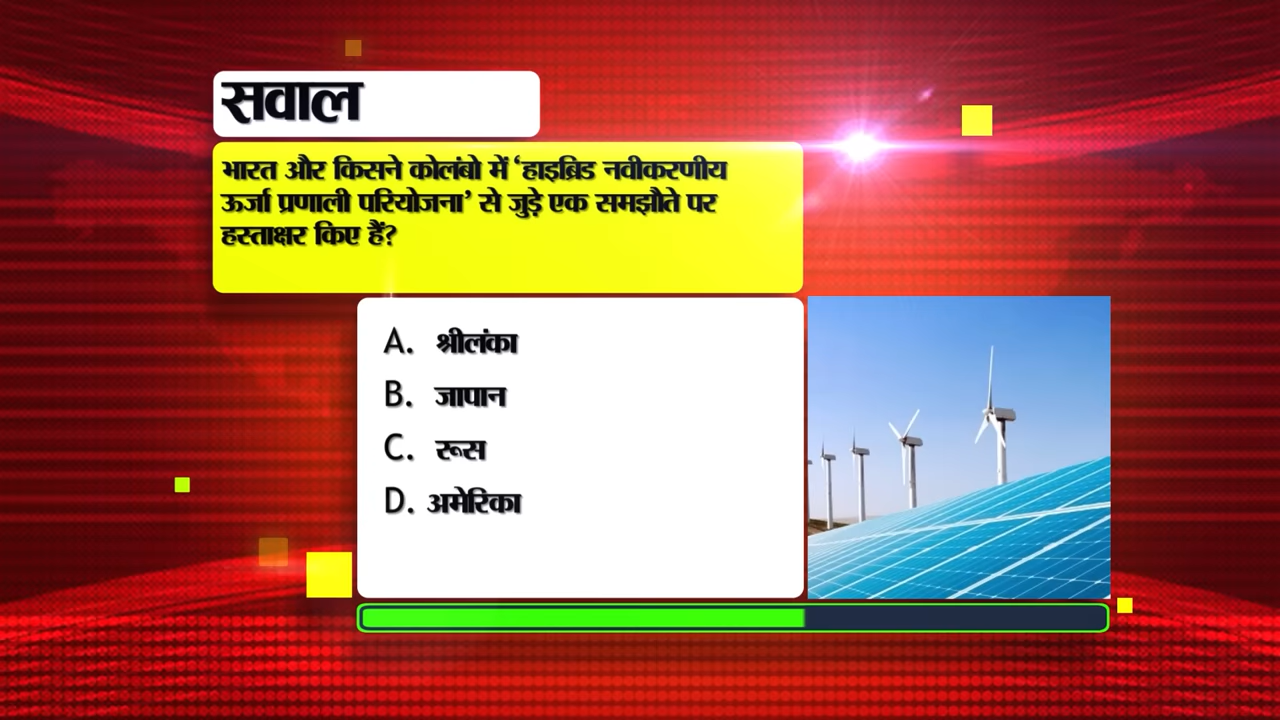 सवाल
भारत और किसने कोलंबो में ‘हाइब्रिड नवीकरणीय
ऊर्जा प्रणाली परियोजना’ से जुड़े एक समझौते पर
हस्ताक्षर किए हैं?
A. श्रीलंका
B. जापान
C. रूस
D. अमेरिका